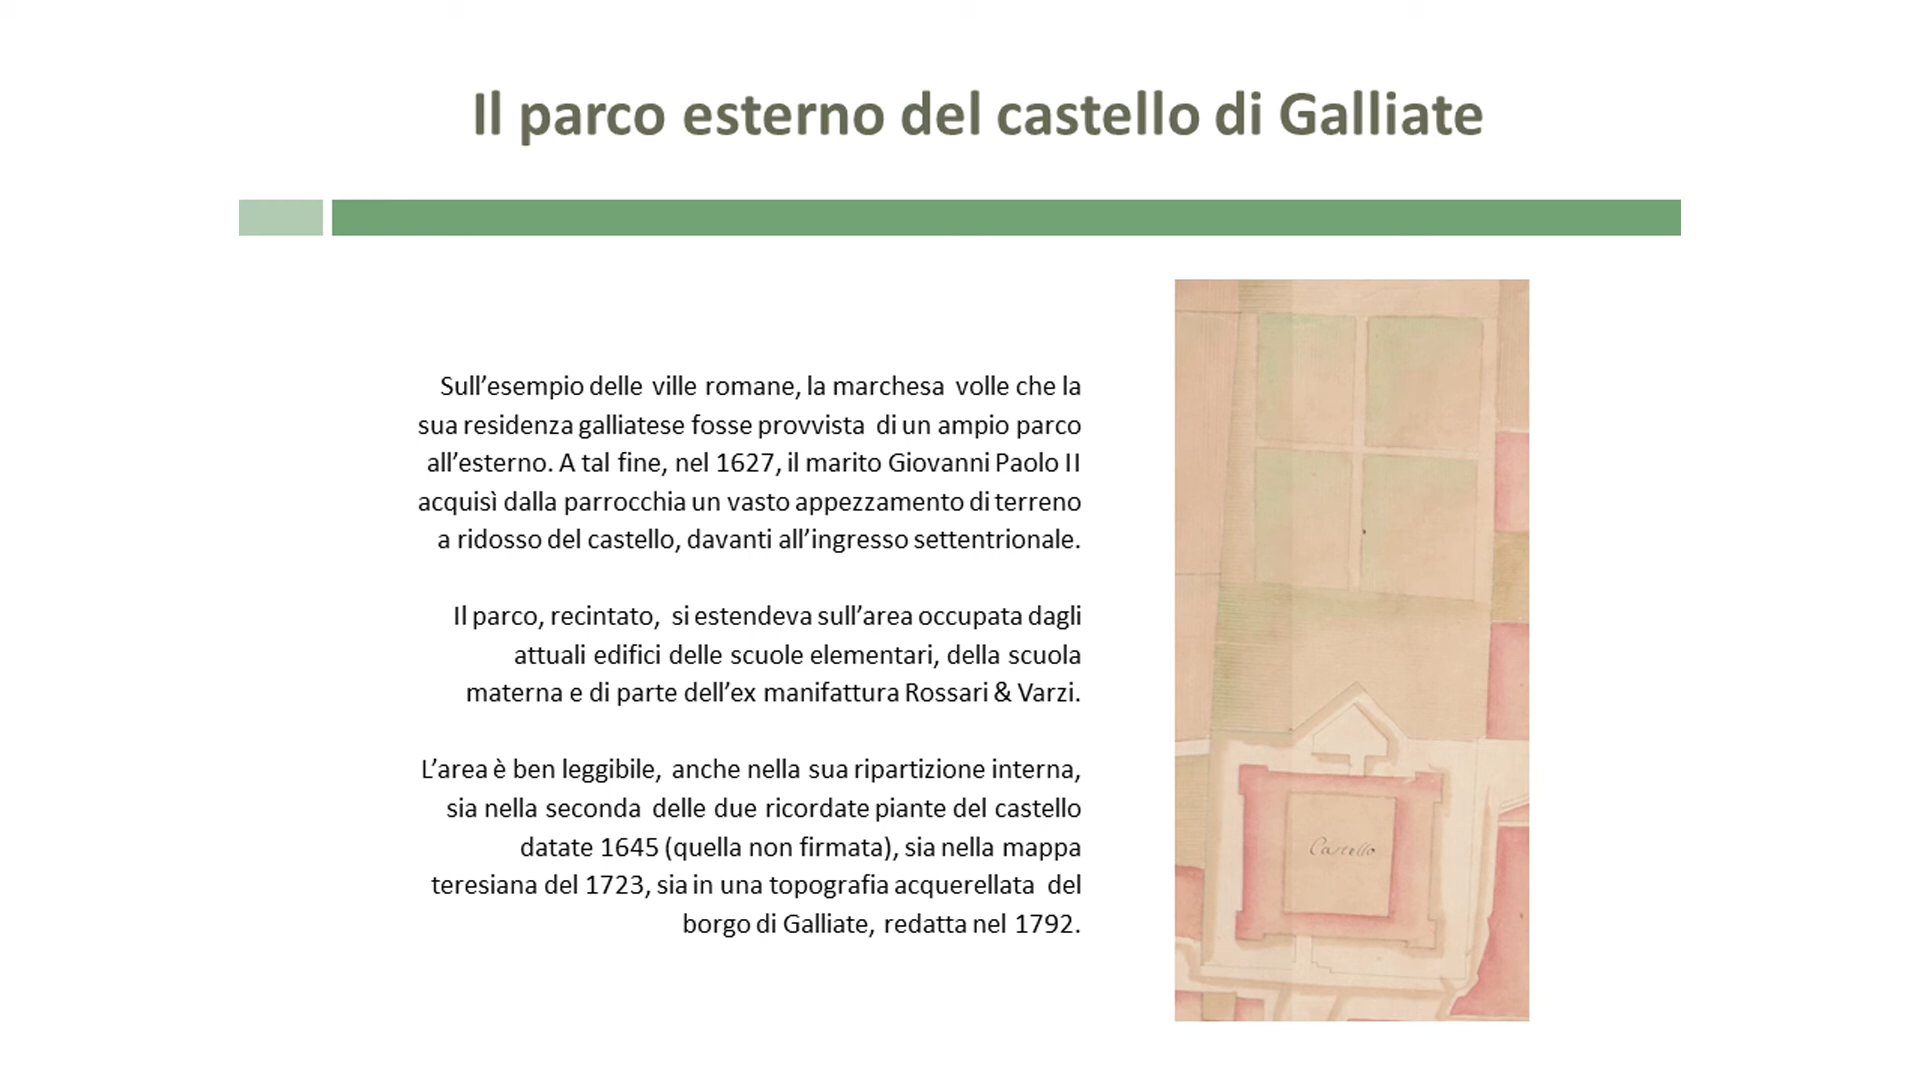 Il parco esterno del castello di Galliate
Sull’esempio delle ville romane, la marchesa volle che la
sua residenza galliatese fosse provvista di un ampio parco
all’esterno. A tal fine, nel 1627, il marito Giovanni Paolo II
acquisì dalla parrocchia un vasto appezzamento di terreno
a ridosso del castello, davanti all’ingresso settentrionale.
Il parco, recintato, si estendeva sull’area occupata dagli
attuali edifici delle scuole elementari, della scuola
materna e di parte dell’ex manifattura Rossari & Varzi.
L’area è ben leggibile, anche nella sua ripartizione interna,
sia nella seconda delle due ricordate piante del castello
datate 1645 (quella non firmata), sia nella mappa
teresiana del 1723, sia in una topografia acquerellata del
borgo di Galliate, redatta nel 1792.
Castello